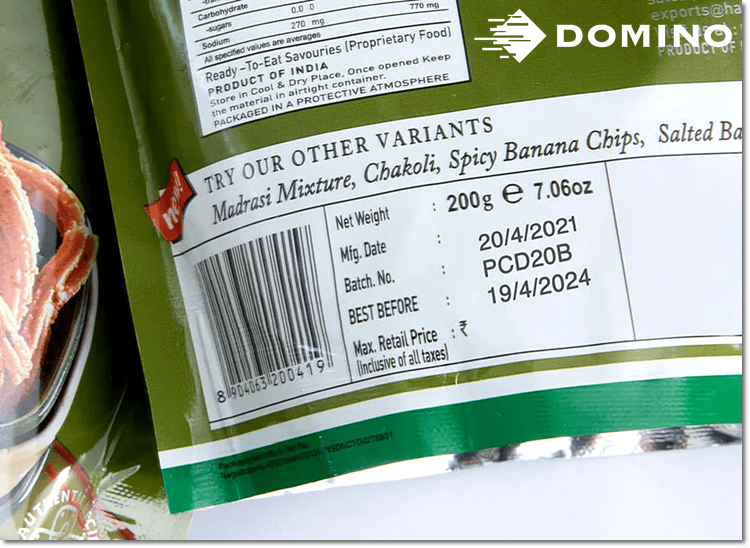 DOMINO
Carbohydrate
-sugars 0.0 0
Sodium 270 mg 770 mg
All specified values are averages
Ready –To-Eat Savouries (Proprietary Food)
PRODUCT OF INDIA
Store in Cool & Dry Place, Once opened Keep
the material in airtight container.
PACKAGED IN A PROTECTIVE ATMOSPHERE
exports@ha
PRODUCT OF
new!
TRY OUR OTHER VARIANTS
Madrasi Mixture, Chakoli, Spicy Banana Chips, Salted Ba
Net Weight : 200g e 7.06oz
Mfg. Date : 20/4/2021
Batch. No. : PCD20B
BEST BEFORE : 19/4/2024
Max. Retail Price : ₹
(Inclusive of all taxes)
8 904063 200419
AUTHENTIC